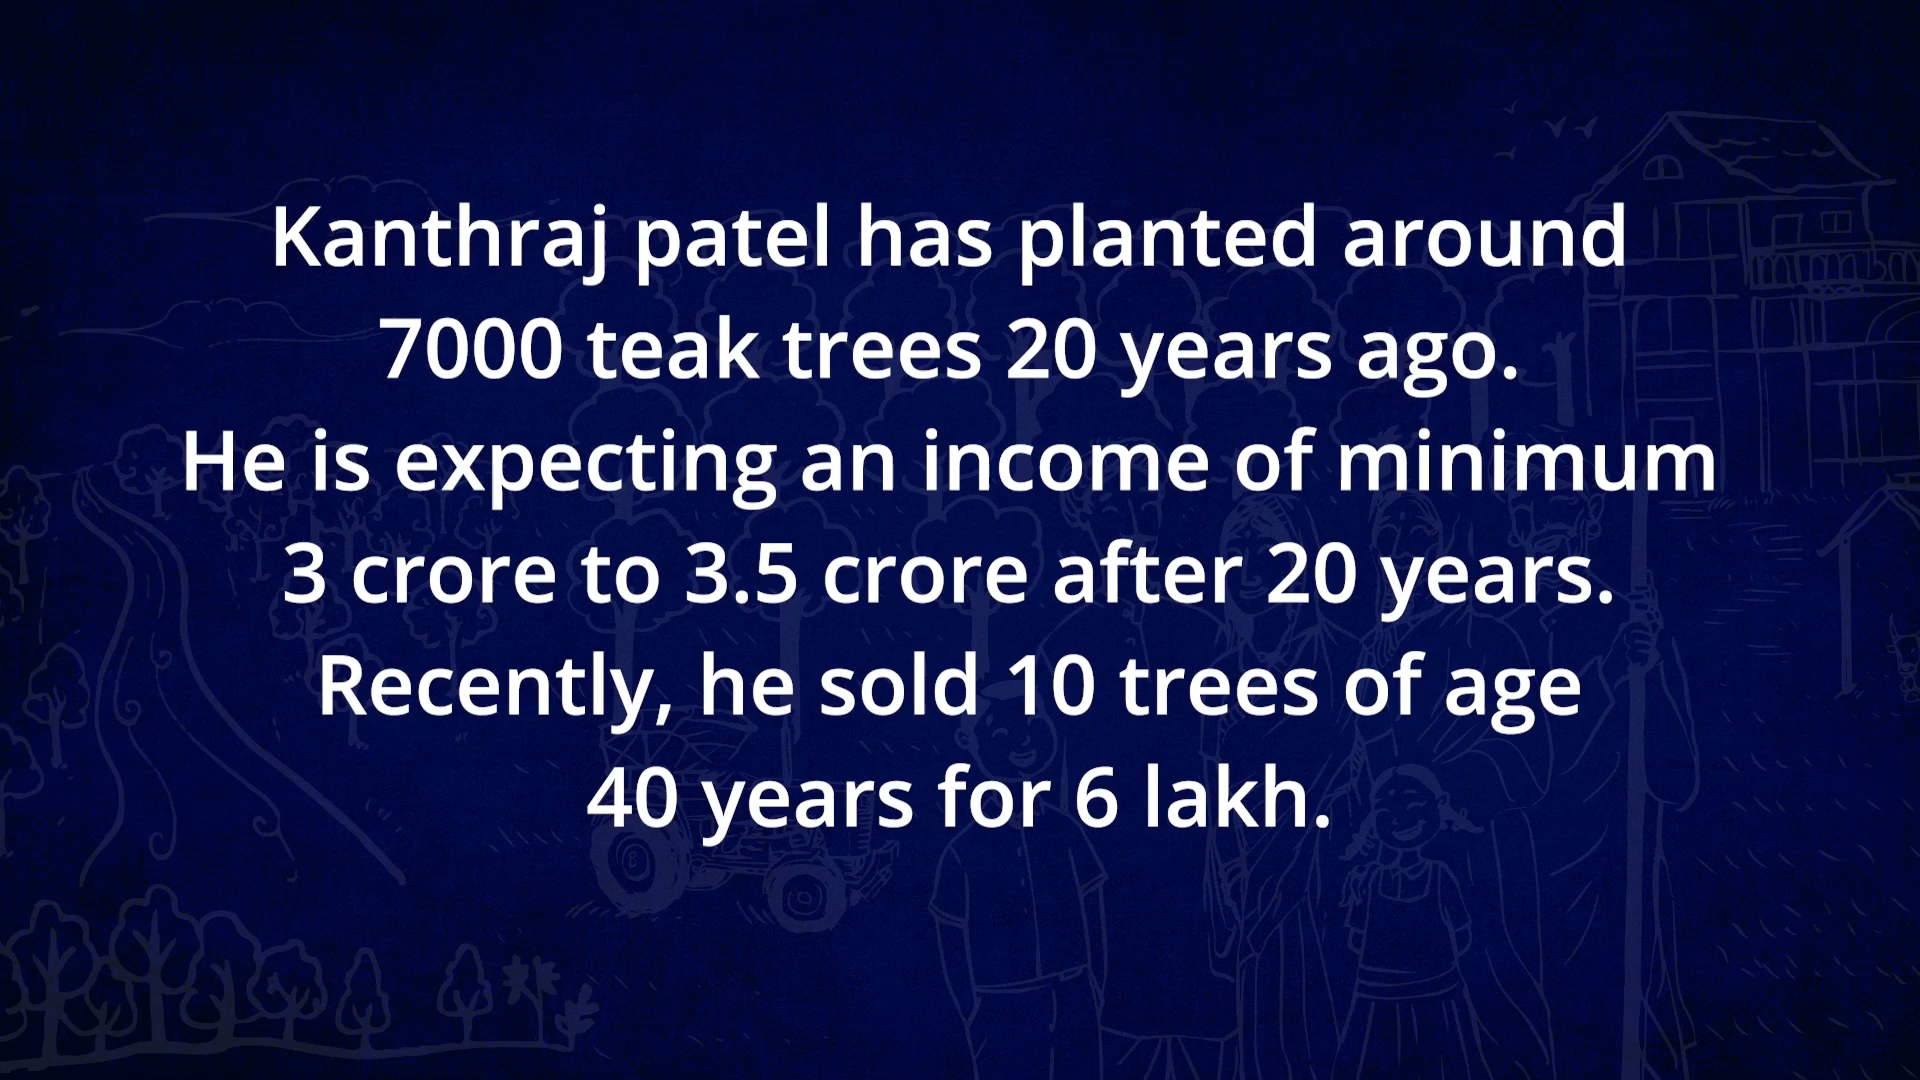 Kanthraj patel has planted around
7000 teak trees 20 years ago.
He is expecting an income of minimum
3 crore to 3.5 crore after 20 years.
Recently, he sold 10 trees of age
40 years for 6 lakh.